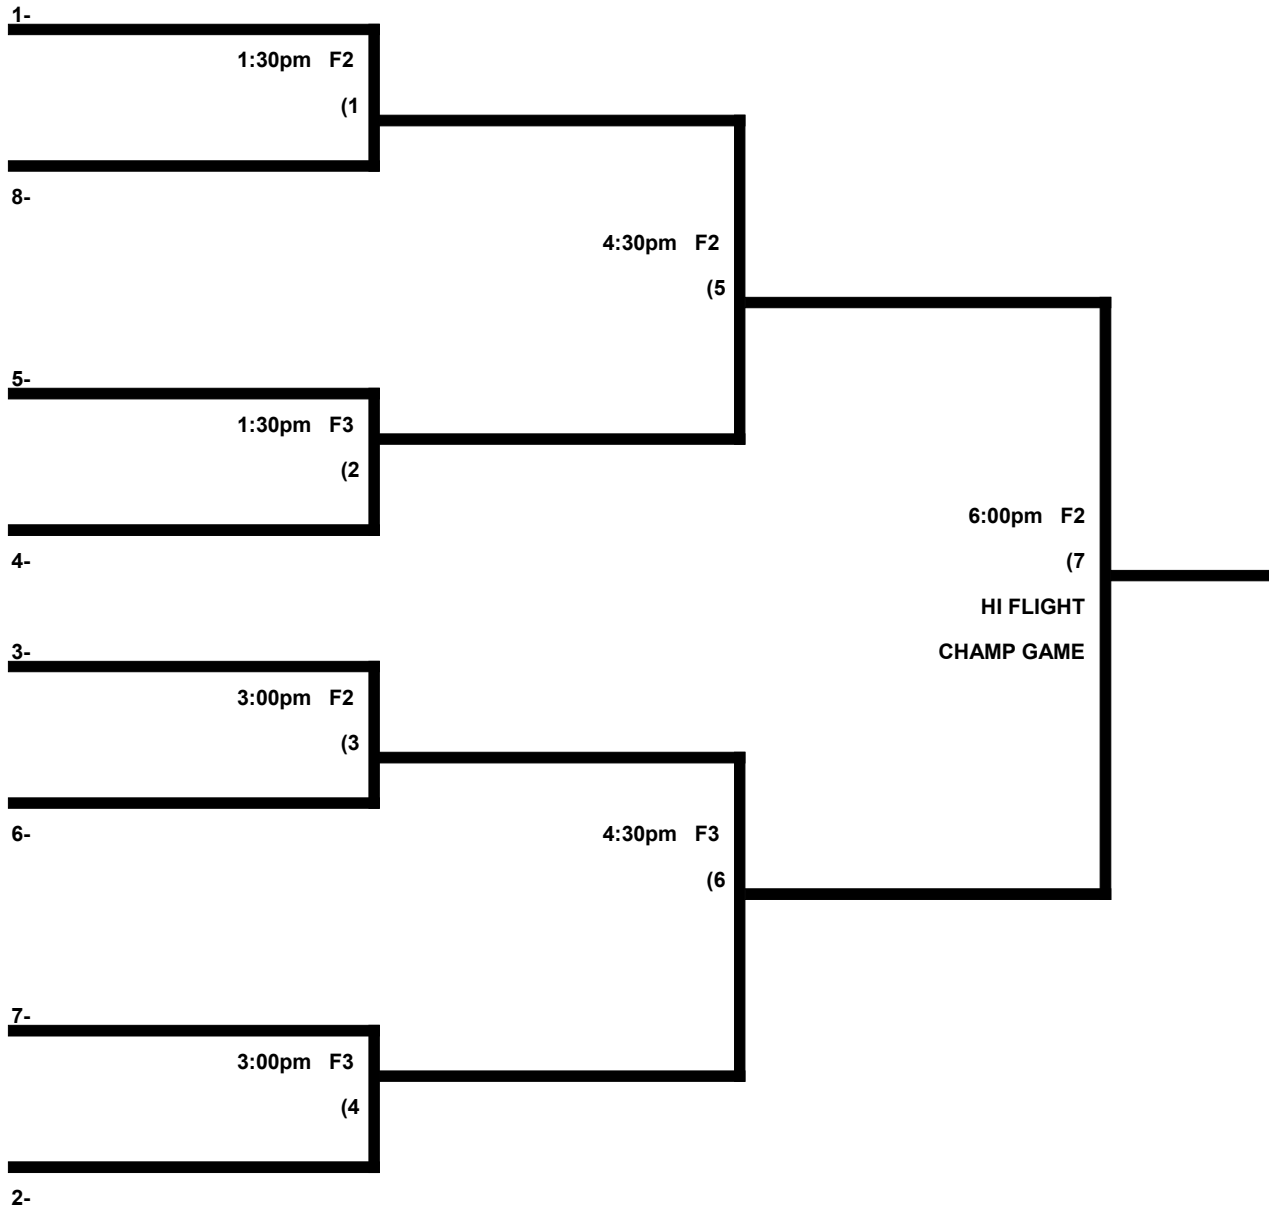 1-
1:30pm F2
(1
8-
4:30pm F2
(5
5-
1:30pm F3
(2
6:00pm F2
4-
(7
HI FLIGHT
3-
CHAMP GAME
3:00pm F2
(3
6-
4:30pm F3
(6
7-
3:00pm F3
(4
2-